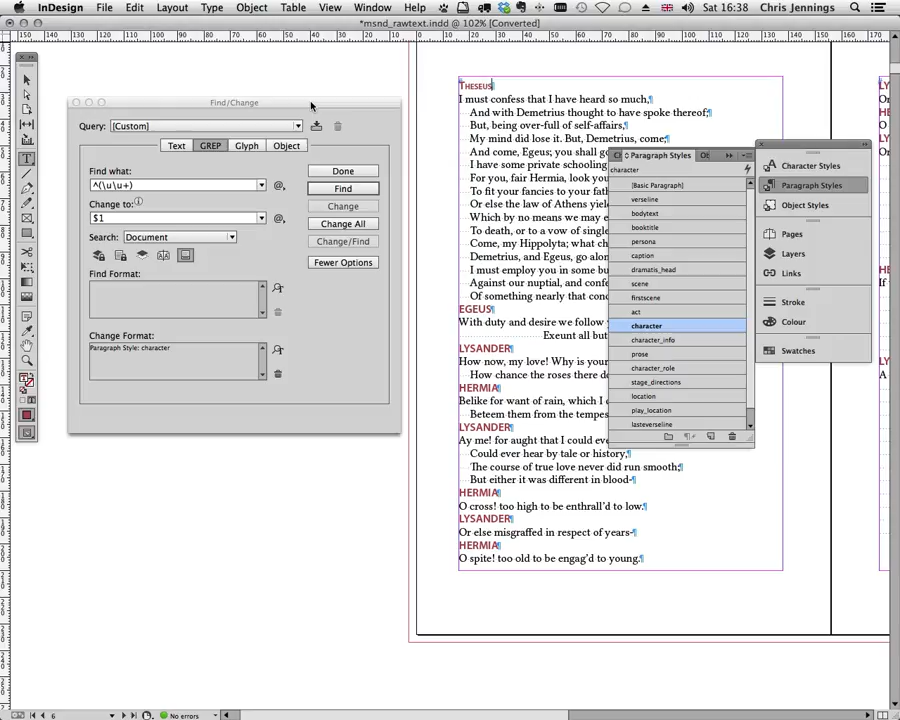 InDesign File Edit Layout Type Object Table View Window Help Sat 16:38 Chris Jennings
*msnd_rawtext.indd @ 102% [Converted]
Find/Change
Query: [Custom]
Text GREP Glyph Object
Find what:
^(\u\u+)
Change to:
$1
Search: Document
Find Format:
Change Format:
Paragraph Style: character
Done
Find
Change
Change All
Change/Find
Fewer Options
THESEUS
I must confess that I have heard so much,
And with Demetrius thought to have spoke thereof;
But, being over-full of self-affairs,
My mind did lose it. But, Demetrius, come;
And come, Egeus; you shall go
I have some private schooling
For you, fair Hermia, look you
To fit your fancies to your fath
Or else the law of Athens yield
Which by no means we may e
To death, or to a vow of single
Come, my Hippolyta; what ch
Demetrius, and Egeus, go alon
I must employ you in some bu
Against our nuptial, and confe
Of something nearly that conc
EGEUS
With duty and desire we follow
Exeunt all but
LYSANDER
How now, my love! Why is your
How chance the roses there do
HERMIA
Belike for want of rain, which I c
Beteem them from the tempes
LYSANDER
Ay me! for aught that I could eve
Could ever hear by tale or history,
The course of true love never did run smooth;
But either it was different in blood-
HERMIA
O cross! too high to be enthrall'd to low.
LYSANDER
Or else misgraffed in respect of years-
HERMIA
O spite! too old to be engag'd to young.
Paragraph Styles
character
[Basic Paragraph]
verseline
bodytext
booktitle
persona
caption
dramatis_head
scene
firstscene
act
character
character_info
prose
character_role
stage_directions
location
play_location
lasteverseline
Character Styles
Paragraph Styles
Object Styles
Pages
Layers
Links
Stroke
Colour
Swatches
6
No errors